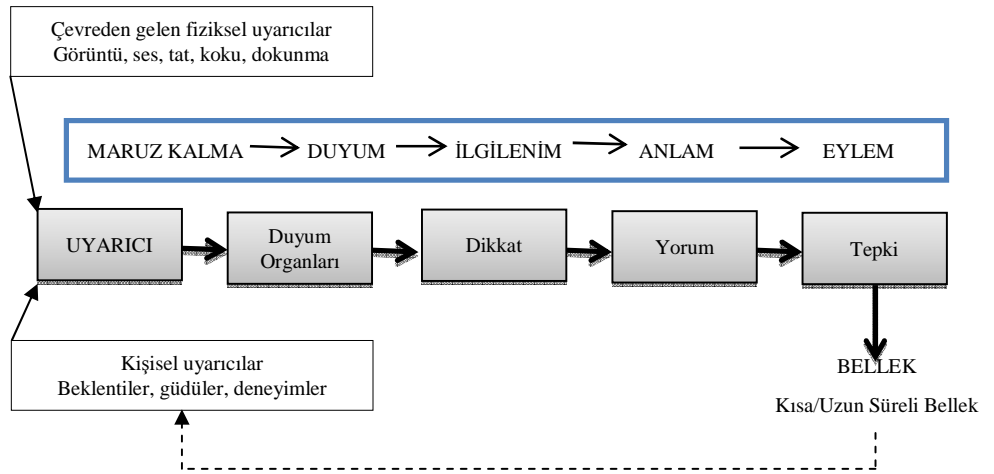 Çevreden gelen fiziksel uyarıcılar
Görüntü, ses, tat, koku, dokunma
MARUZ KALMA DUYUM İLGİLENİM ANLAM EYLEM
UYARICI
Duyum
Organları
Dikkat
Yorum
Tepki
Kişisel uyarıcılar
Beklentiler, güdüler, deneyimler
BELLEK
Kısa/Uzun Süreli Bellek